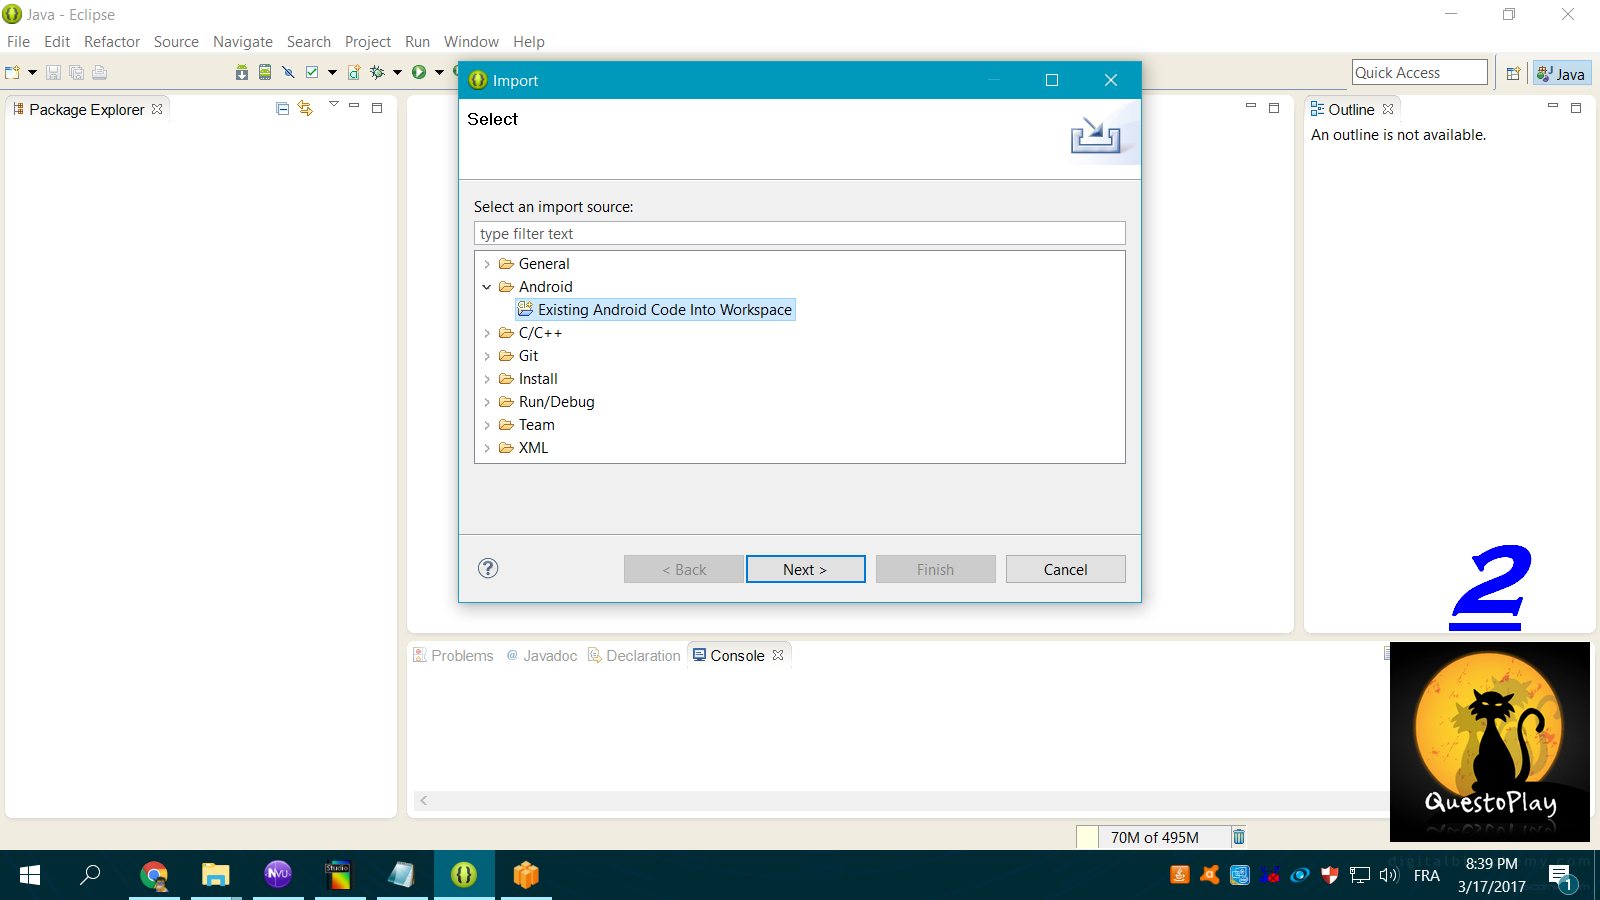 Java - Eclipse
File Edit Refactor Source Navigate Search Project Run Window Help
Quick Access
Java
Package Explorer
Import
Select
Select an import source:
type filter text
General
Android
Existing Android Code Into Workspace
C/C++
Git
Install
Run/Debug
Team
XML
< Back Next > Finish Cancel
Outline
An outline is not available.
2
Problems @ Javadoc Declaration Console
QuestoPlay
70M of 495M
NVU
Studio
FRA
8:39 PM
3/17/2017
1